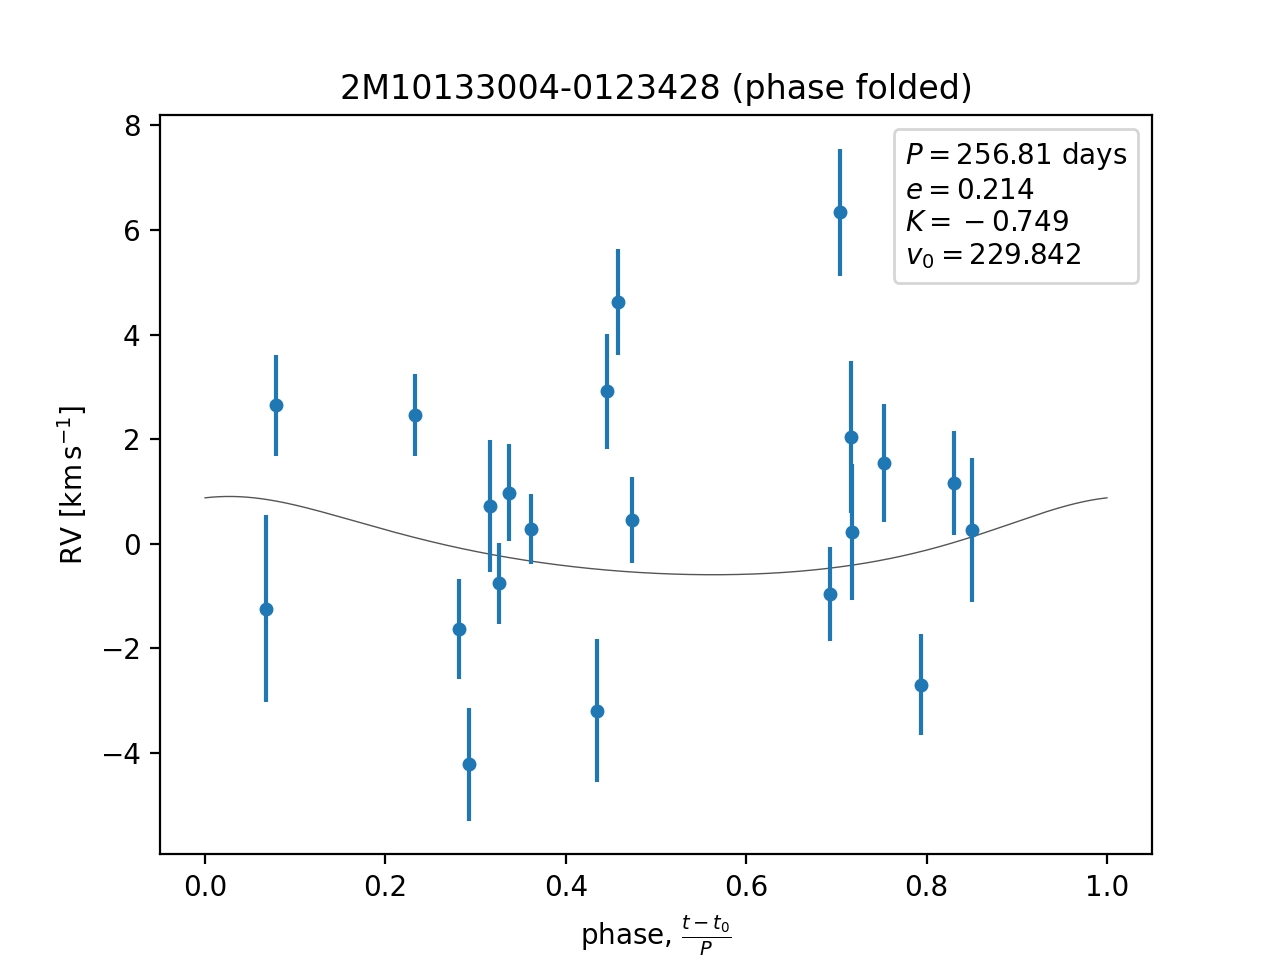 2M10133004-0123428 (phase folded)
P = 256.81 days
e = 0.214
K = −0.749
v₀ = 229.842
RV [km s⁻¹]
8
6
4
2
0
−2
−4
0.0 0.2 0.4 0.6 0.8 1.0
phase, (t − t₀)/P